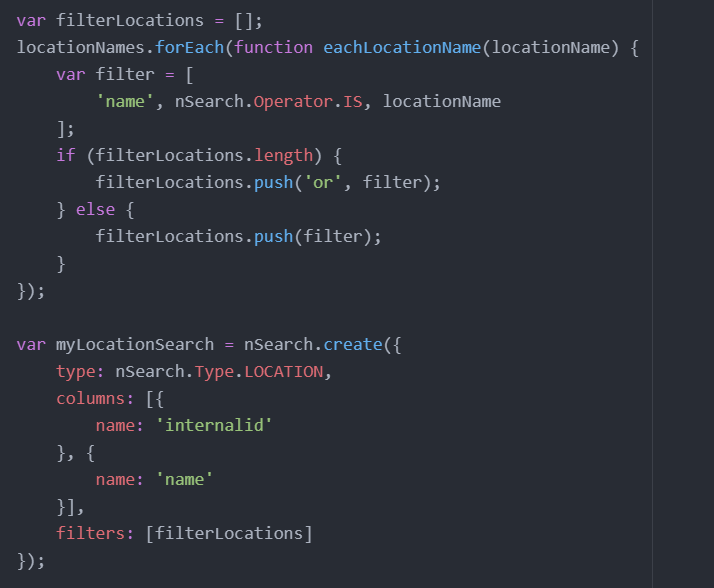 var filterLocations = [];
locationNames.forEach(function eachLocationName(locationName) {
    var filter = [
        'name', nSearch.Operator.IS, locationName
    ];
    if (filterLocations.length) {
        filterLocations.push('or', filter);
    } else {
        filterLocations.push(filter);
    }
});

var myLocationSearch = nSearch.create({
    type: nSearch.Type.LOCATION,
    columns: [{
        name: 'internalid'
    }, {
        name: 'name'
    }],
    filters: [filterLocations]
});